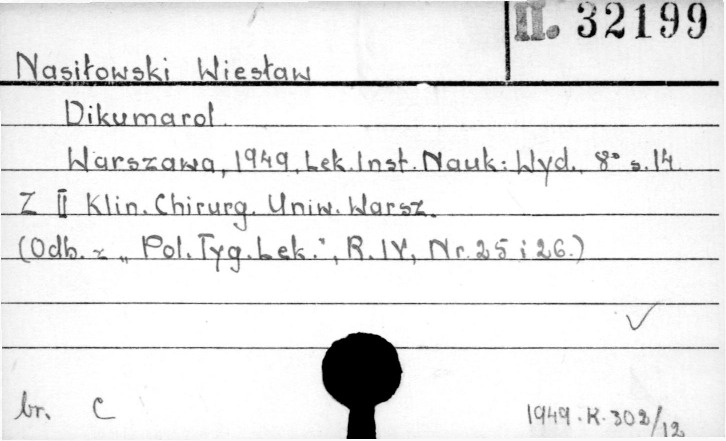 II. 32199
Nasiłowski Wiesław
Dikumarol
Warszawa, 1949, Lek. Inst. Nauk: Wyd. 8° s. 14.
Z II Klin. Chirurg. Uniw. Warsz.
(Odb. z „Pol. Tyg. Lek.", R. IV, Nr. 25 i 26.)
br. C
1949. K. 302/12